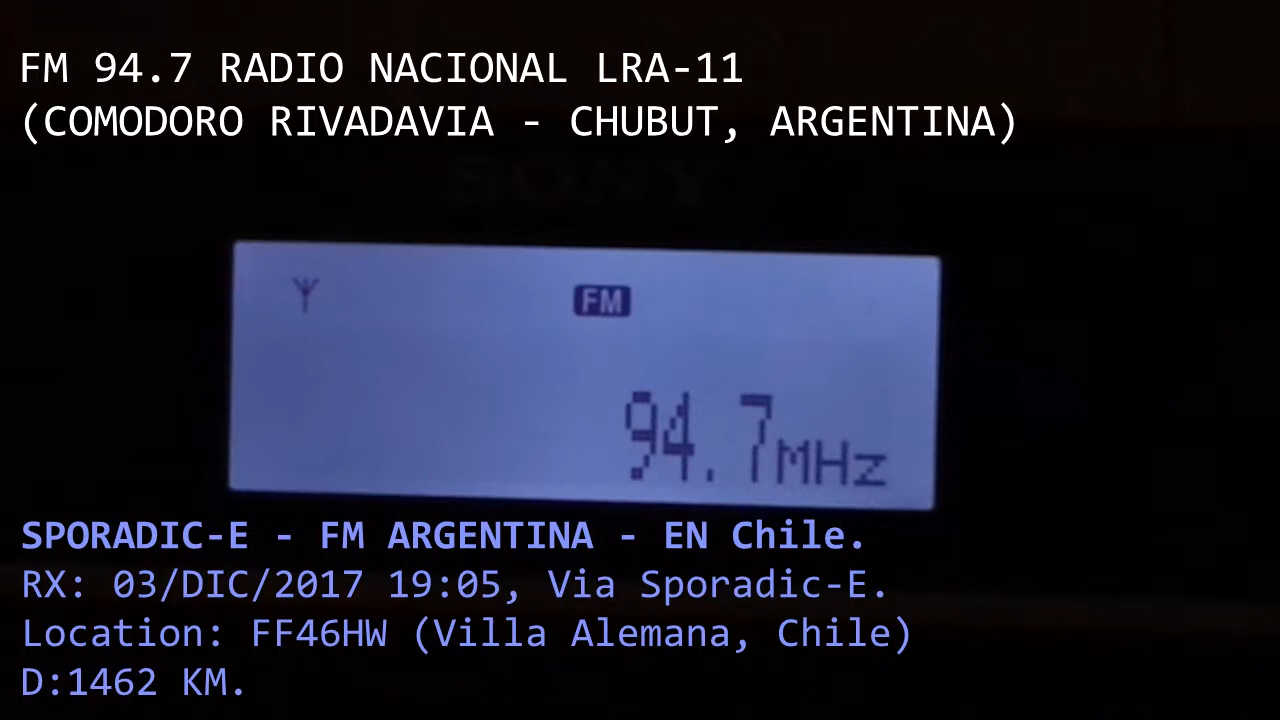 FM 94.7 RADIO NACIONAL LRA-11
(COMODORO RIVADAVIA - CHUBUT, ARGENTINA)
SONY
FM
94.7MHz
SPORADIC-E - FM ARGENTINA - EN Chile.
RX: 03/DIC/2017 19:05, Via Sporadic-E.
Location: FF46HW (Villa Alemana, Chile)
D:1462 KM.